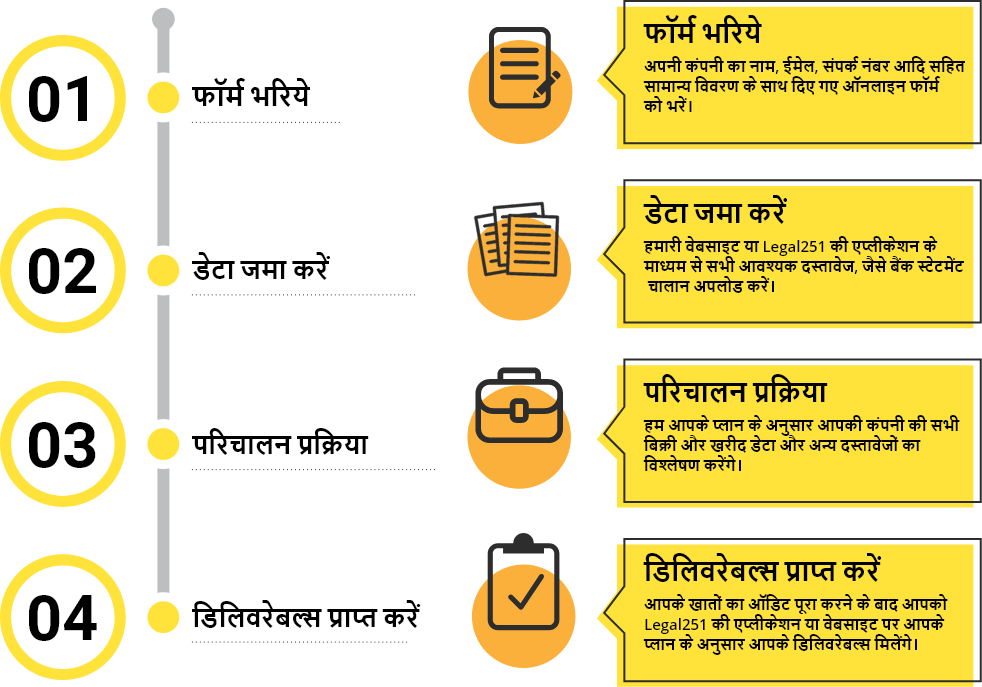 01
फॉर्म भरिये
फॉर्म भरिये
अपनी कंपनी का नाम, ईमेल, संपर्क नंबर आदि सहित
सामान्य विवरण के साथ दिए गए ऑनलाइन फॉर्म
को भरें।
02
डेटा जमा करें
डेटा जमा करें
हमारी वेबसाइट या Legal251 की एप्लीकेशन के
माध्यम से सभी आवश्यक दस्तावेज, जैसे बैंक स्टेटमेंट
चालान अपलोड करें।
03
परिचालन प्रक्रिया
परिचालन प्रक्रिया
हम आपके प्लान के अनुसार आपकी कंपनी की सभी
बिक्री और खरीद डेटा और अन्य दस्तावेजों का
विश्लेषण करेंगे।
04
डिलिवरेबल्स प्राप्त करें
डिलिवरेबल्स प्राप्त करें
आपके खातों का ऑडिट पूरा करने के बाद आपको
Legal251 की एप्लीकेशन या वेबसाइट पर आपके
प्लान के अनुसार आपके डिलिवरेबल्स मिलेंगे।